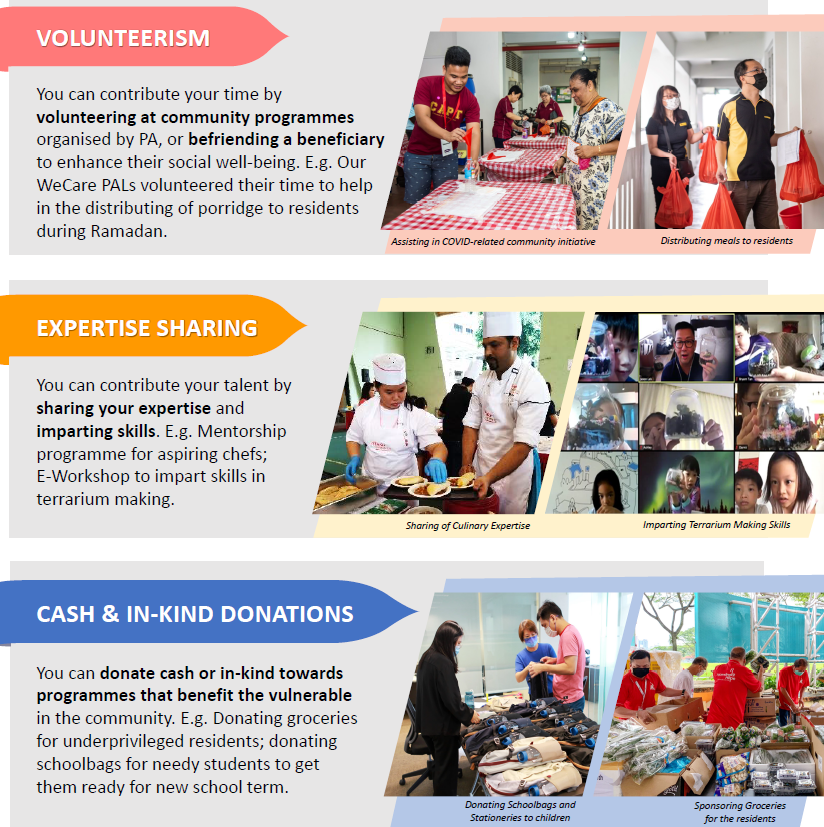 VOLUNTEERISM
You can contribute your time by
volunteering at community programmes
organised by PA, or befriending a beneficiary
to enhance their social well-being. E.g. Our
WeCare PALs volunteered their time to help
in the distributing of porridge to residents
during Ramadan.
CAPT
Assisting in COVID-related community initiative
Distributing meals to residents
EXPERTISE SHARING
You can contribute your talent by
sharing your expertise and
imparting skills. E.g. Mentorship
programme for aspiring chefs;
E-Workshop to impart skills in
terrarium making.
Sharing of Culinary Expertise
Imparting Terrarium Making Skills
CASH & IN-KIND DONATIONS
You can donate cash or in-kind towards
programmes that benefit the vulnerable
in the community. E.g. Donating groceries
for underprivileged residents; donating
schoolbags for needy students to get
them ready for new school term.
Donating Schoolbags and
Stationeries to children
Sponsoring Groceries
for the residents